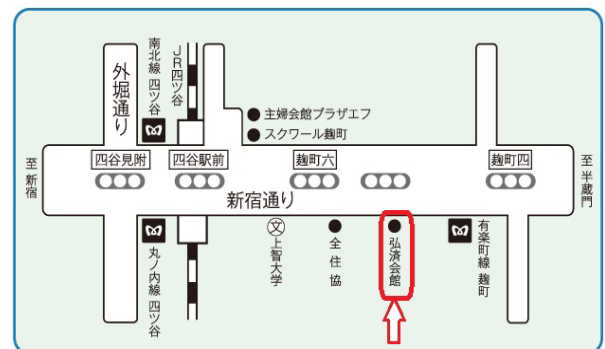 外堀通り
南北線 四ツ谷
JR四ツ谷
主婦会館プラザエフ
スクワール麹町
至新宿
四谷見附
四谷駅前
麹町六
麹町四
至半蔵門
新宿通り
丸ノ内線 四ツ谷
文
上智大学
全住協
弘済会館
有楽町線 麹町